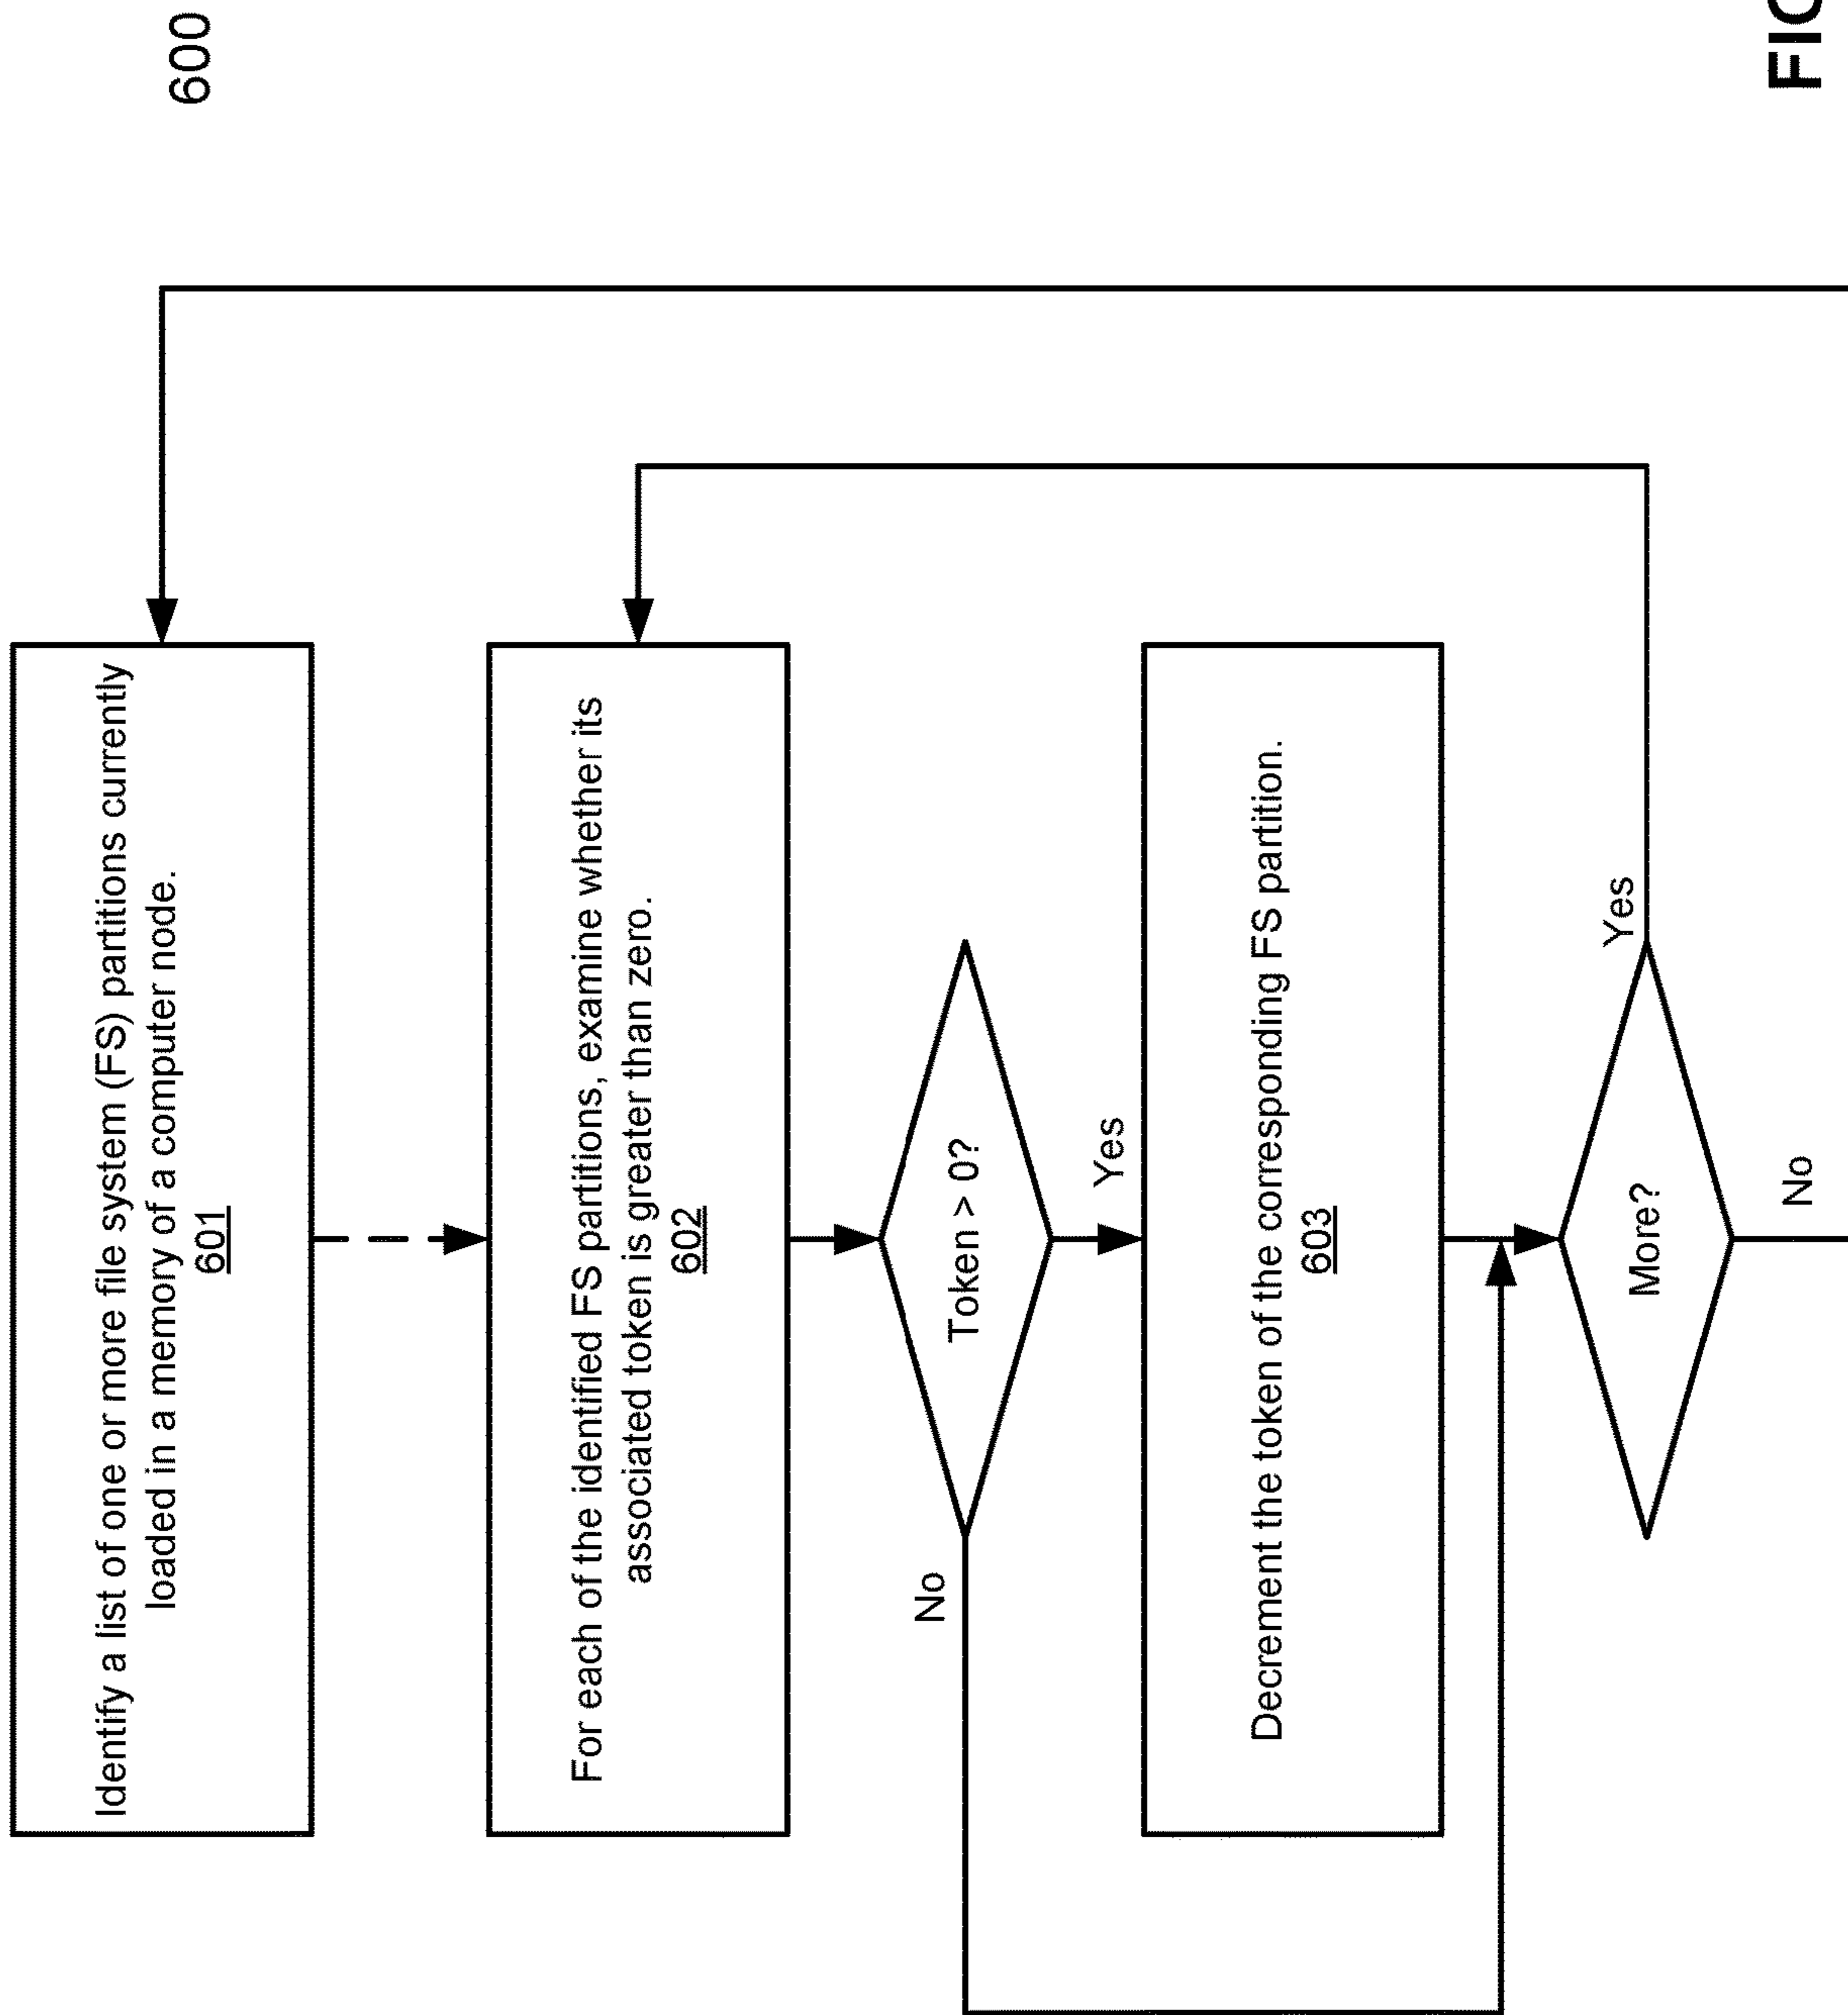 600
Identify a list of one or more file system (FS) partitions currently
loaded in a memory of a computer node.
601
For each of the identified FS partitions, examine whether its
associated token is greater than zero.
602
Token > 0?
No
Yes
Decrement the token of the corresponding FS partition.
603
More?
Yes
No